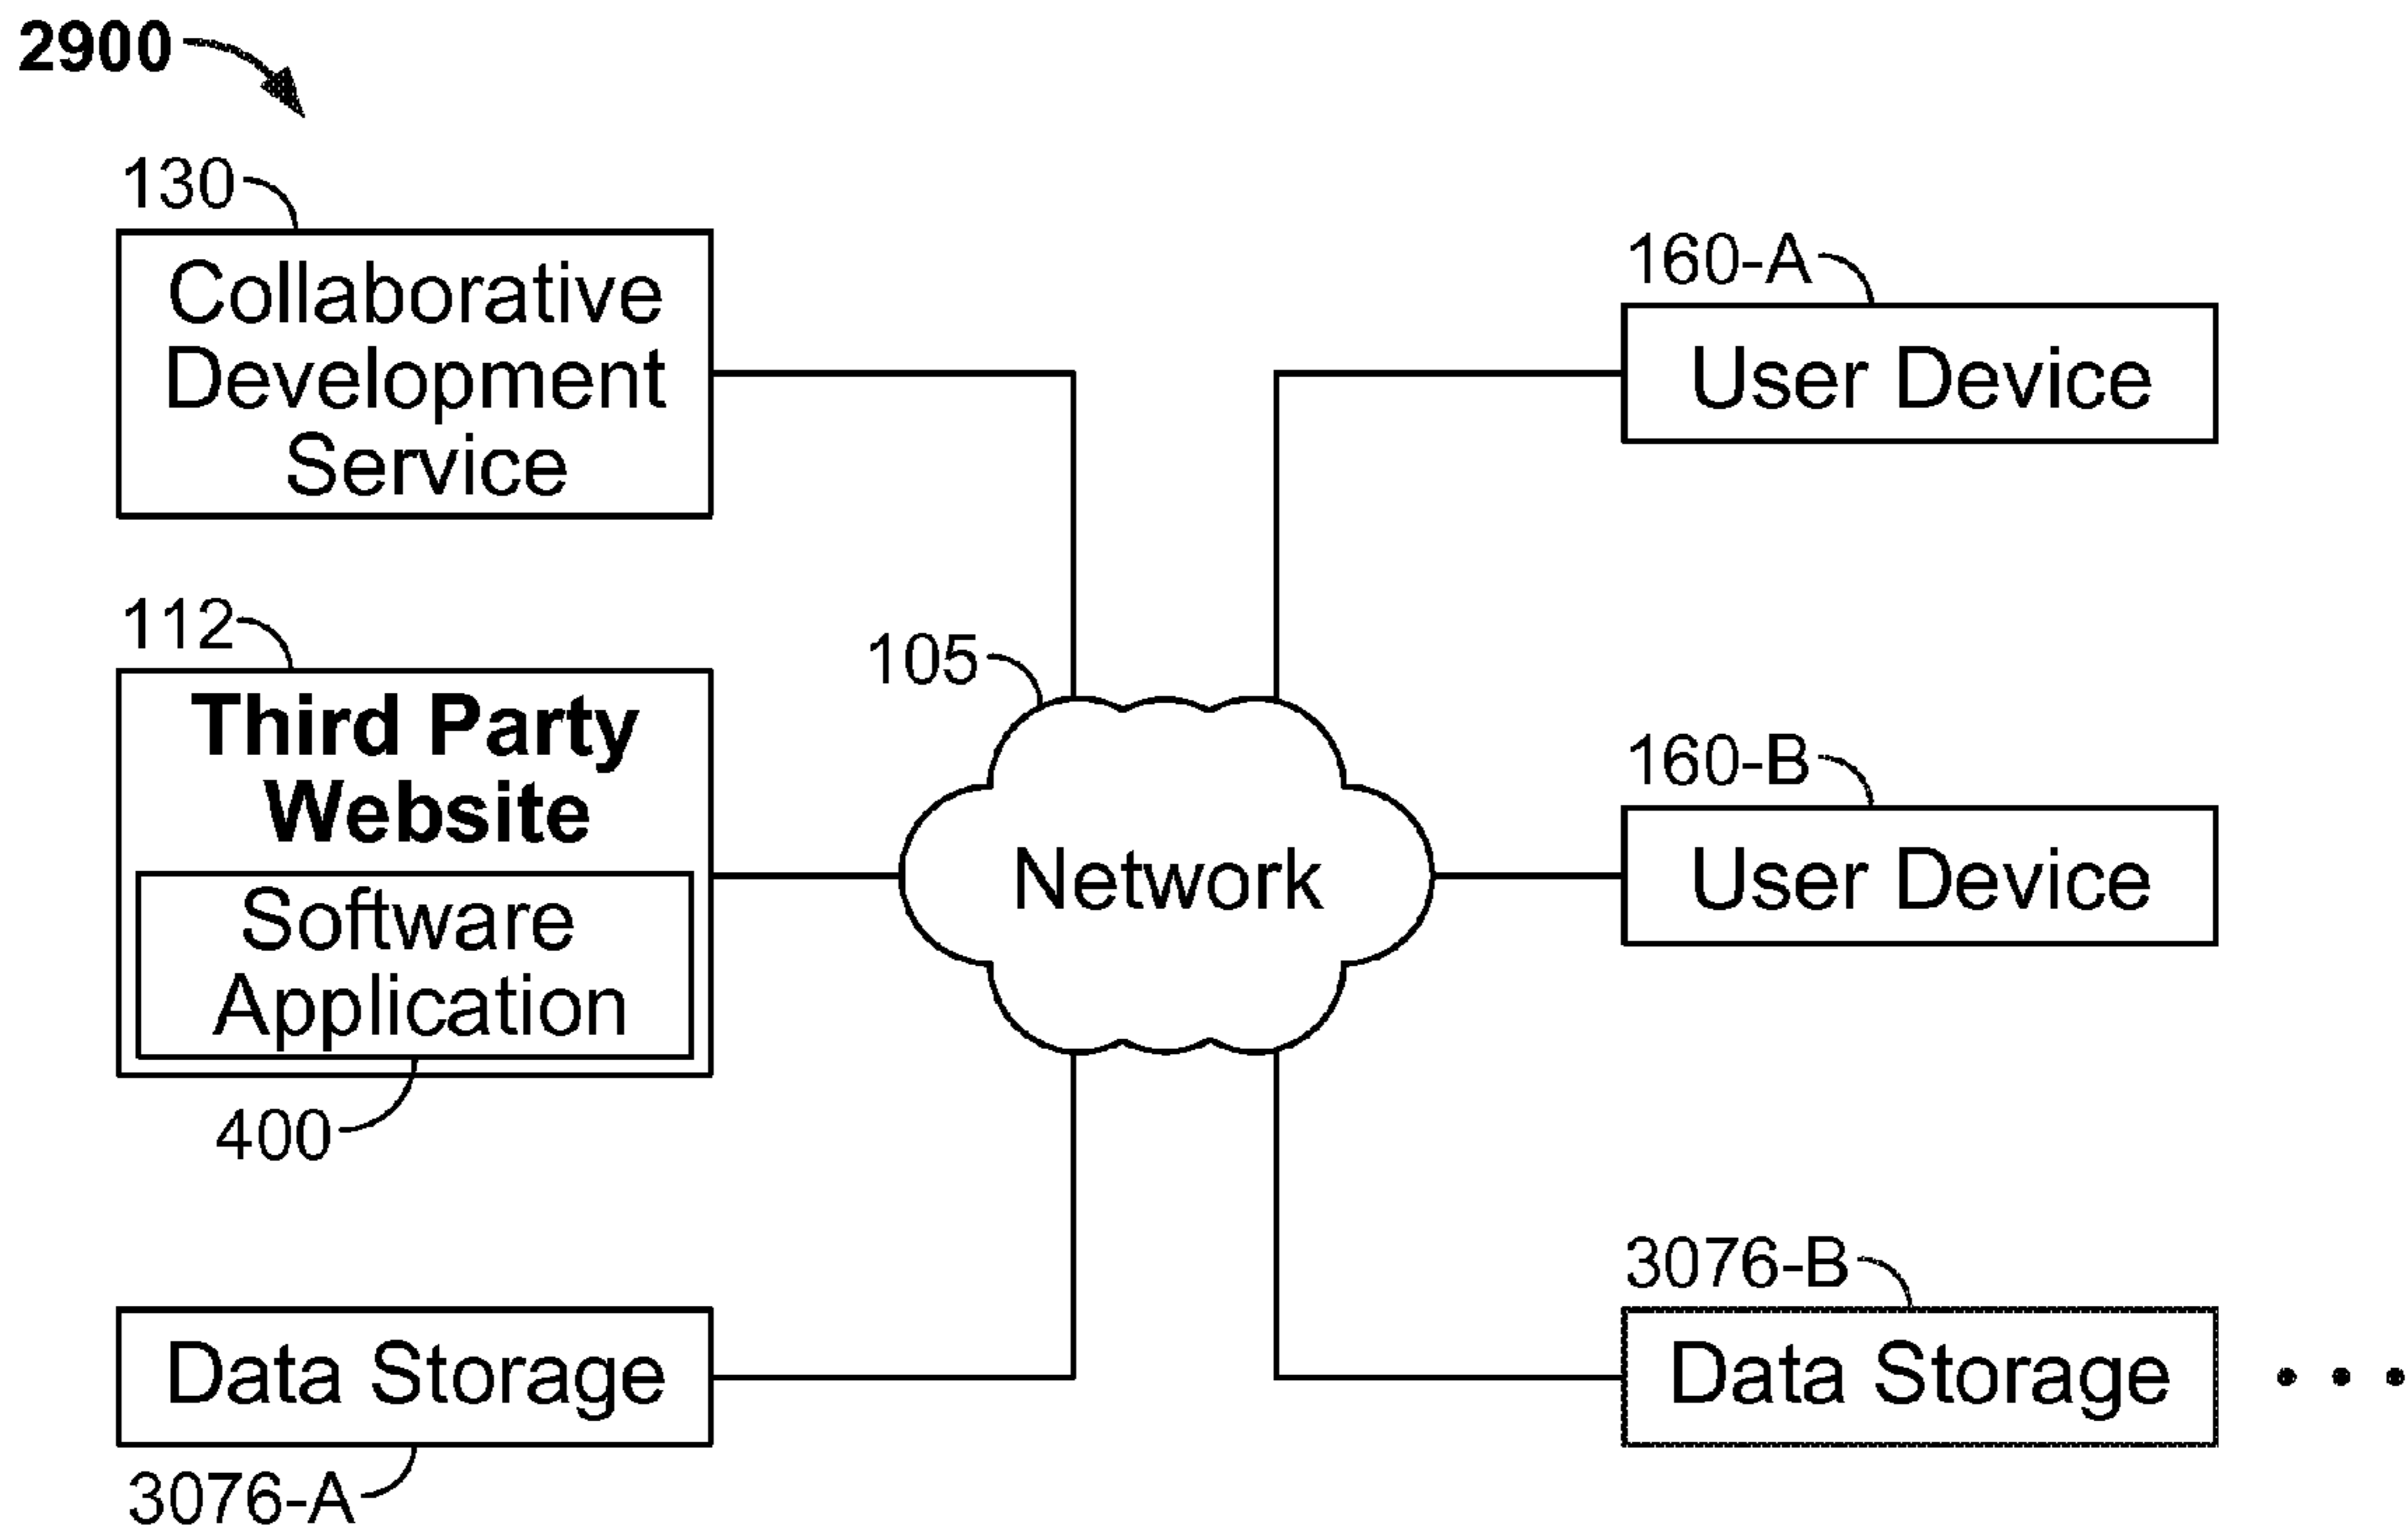 2900
130
Collaborative
Development
Service
160-A
User Device
112
Third Party
Website
Software
Application
400
105
Network
160-B
User Device
Data Storage
3076-A
3076-B
Data Storage
• • •